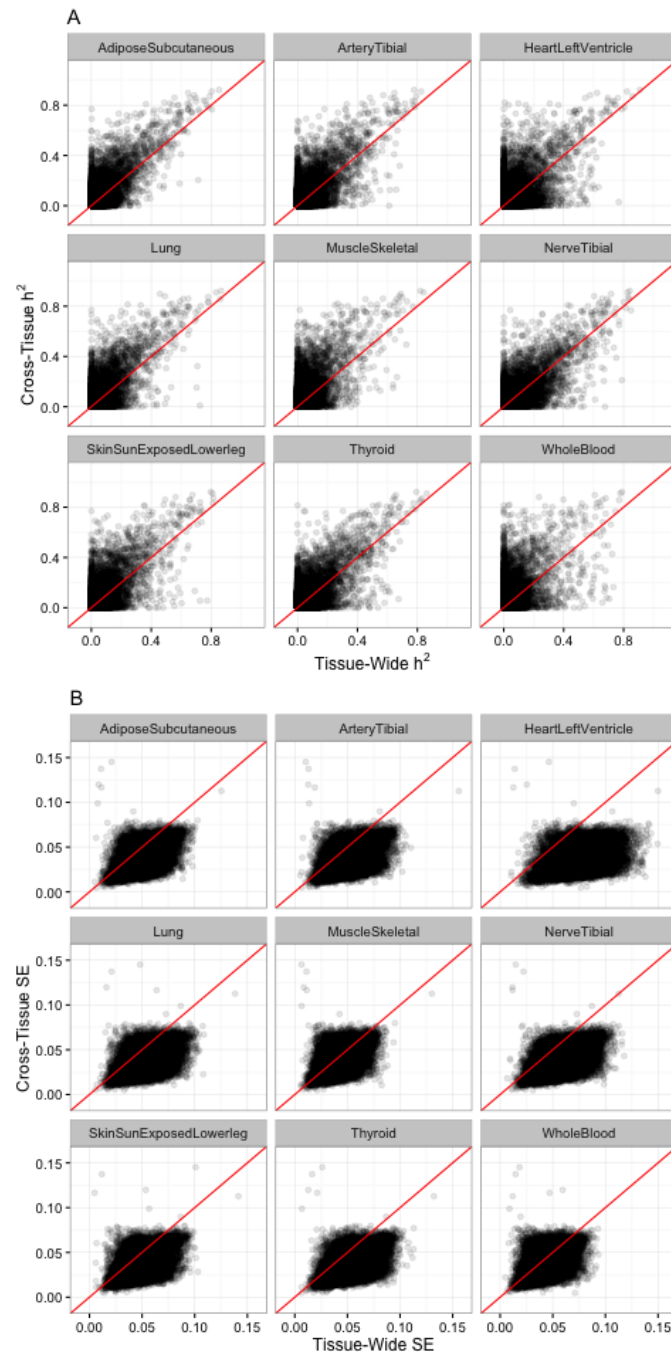 A
AdiposeSubcutaneous ArteryTibial HeartLeftVentricle
0.8
0.4
0.0
Lung MuscleSkeletal NerveTibial
Cross-Tissue h²
0.8
0.4
0.0
SkinSunExposedLowerleg Thyroid WholeBlood
0.8
0.4
0.0
0.0 0.4 0.8 0.0 0.4 0.8 0.0 0.4 0.8
Tissue-Wide h²
B
AdiposeSubcutaneous ArteryTibial HeartLeftVentricle
0.15
0.10
0.05
0.00
Lung MuscleSkeletal NerveTibial
Cross-Tissue SE
0.15
0.10
0.05
0.00
SkinSunExposedLowerleg Thyroid WholeBlood
0.15
0.10
0.05
0.00
0.00 0.05 0.10 0.15 0.00 0.05 0.10 0.15 0.00 0.05 0.10 0.15
Tissue-Wide SE